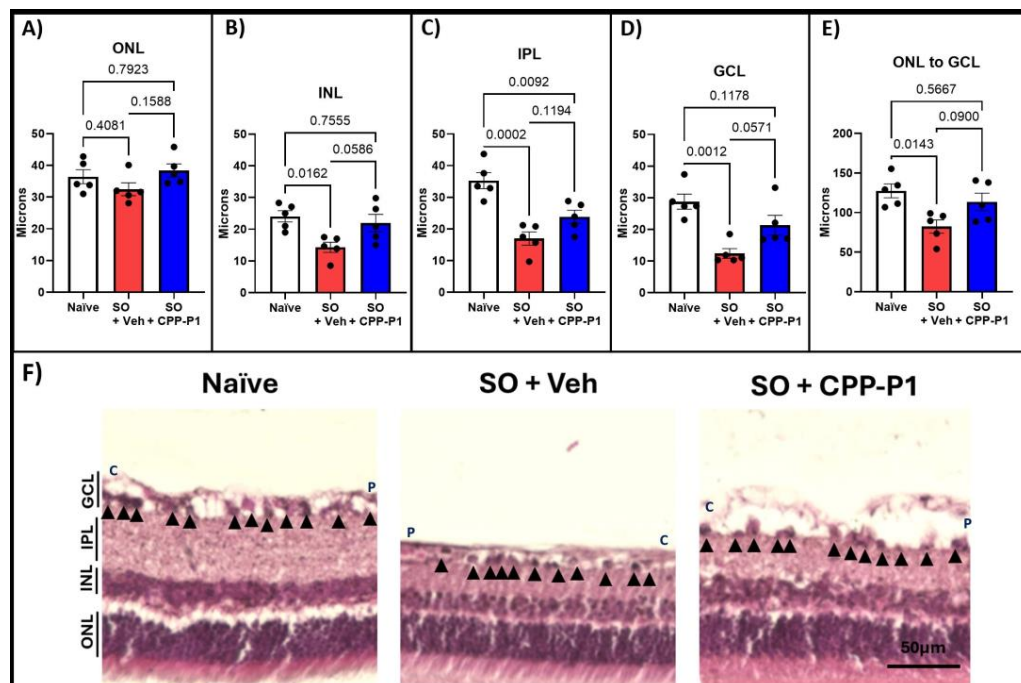 A)
ONL
0.7923
0.1588
0.4081
Microns
50
40
30
20
10
0
Naïve SO SO
+ Veh + CPP-P1
B)
INL
0.7555
0.0586
0.0162
Microns
50
40
30
20
10
0
Naïve SO SO
+ Veh + CPP-P1
C)
IPL
0.0092
0.1194
0.0002
Microns
50
40
30
20
10
0
Naïve SO SO
+ Veh + CPP-P1
D)
GCL
0.1178
0.0571
0.0012
Microns
50
40
30
20
10
0
Naïve SO SO
+ Veh + CPP-P1
E)
ONL to GCL
0.5667
0.0900
0.0143
Microns
200
150
100
50
0
Naïve SO SO
+ Veh + CPP-P1
F)
Naïve
GCL
IPL
INL
ONL
C
P
SO + Veh
P
C
SO + CPP-P1
C
P
50µm